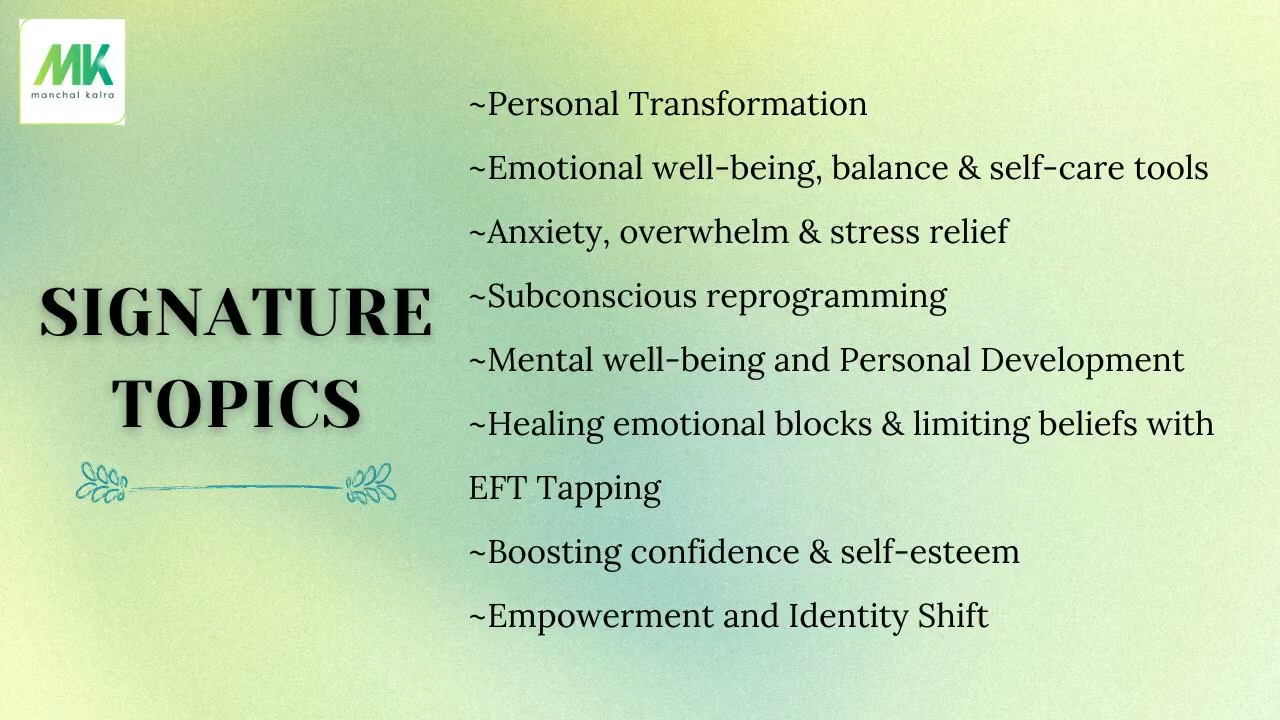 MK
manchal kalra
SIGNATURE
TOPICS
~Personal Transformation
~Emotional well-being, balance & self-care tools
~Anxiety, overwhelm & stress relief
~Subconscious reprogramming
~Mental well-being and Personal Development
~Healing emotional blocks & limiting beliefs with
EFT Tapping
~Boosting confidence & self-esteem
~Empowerment and Identity Shift